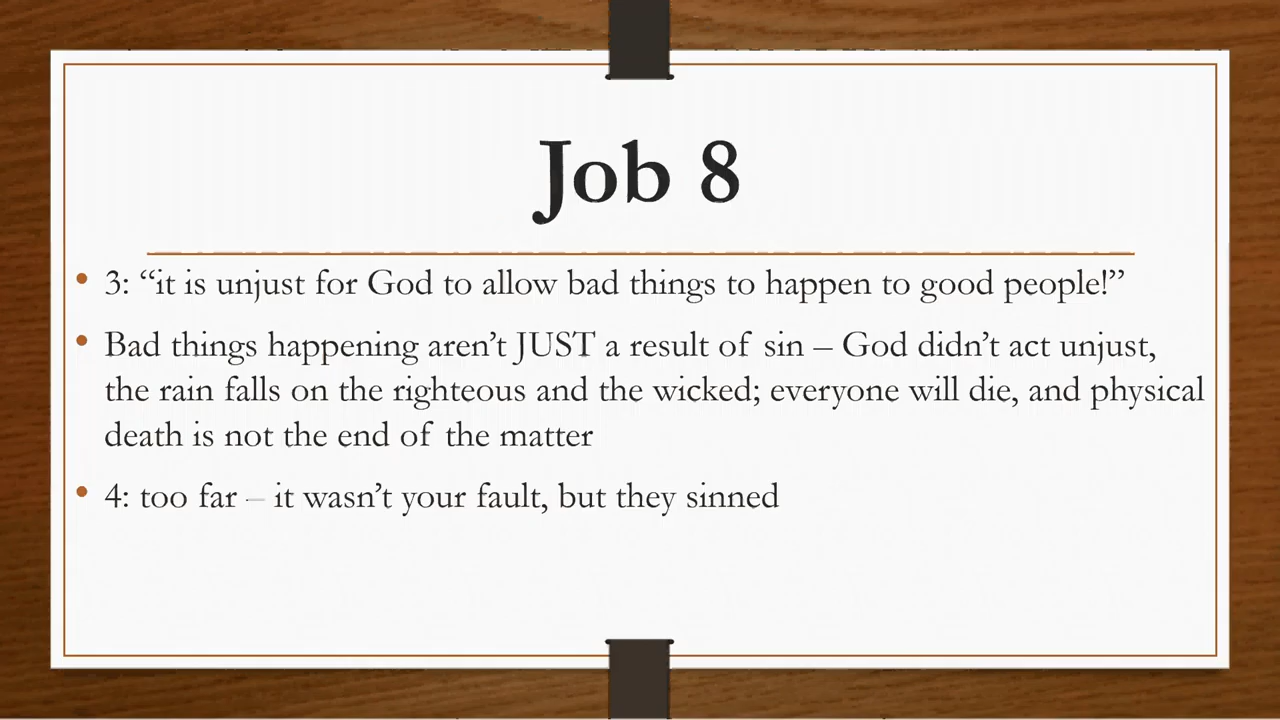 Job 8
• 3: “it is unjust for God to allow bad things to happen to good people!”
• Bad things happening aren’t JUST a result of sin – God didn’t act unjust,
the rain falls on the righteous and the wicked; everyone will die, and physical
death is not the end of the matter
• 4: too far – it wasn’t your fault, but they sinned